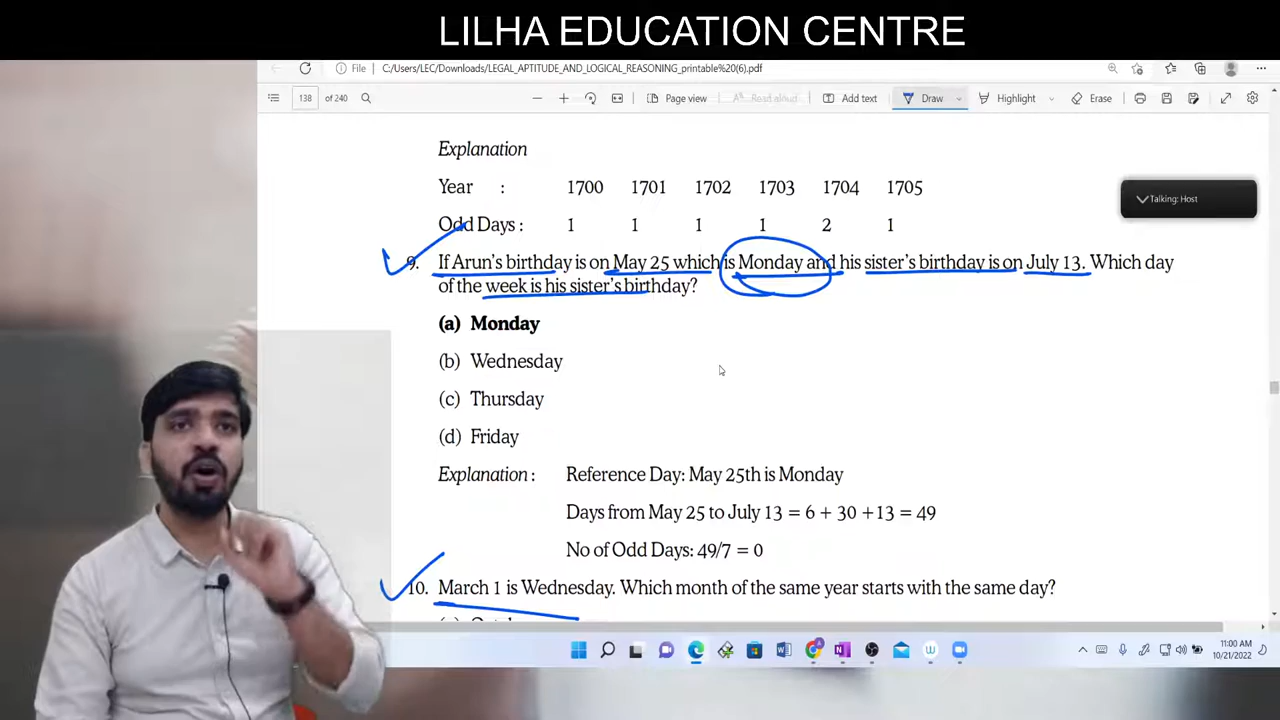 LILHA EDUCATION CENTRE
File C:/Users/LEC/Downloads/LEGAL_APTITUDE_AND_LOGICAL_REASONING_printable%20(6).pdf
138 of 240 Page view Read aloud Add text Draw Highlight Erase
Explanation
Talking: Host
Year : 1700 1701 1702 1703 1704 1705
Odd Days : 1 1 1 1 2 1
9. If Arun's birthday is on May 25 which is Monday and his sister's birthday is on July 13. Which day
of the week is his sister's birthday?
(a) Monday
(b) Wednesday
(c) Thursday
(d) Friday
Explanation : Reference Day: May 25th is Monday
Days from May 25 to July 13 = 6 + 30 +13 = 49
No of Odd Days: 49/7 = 0
10. March 1 is Wednesday. Which month of the same year starts with the same day?
11:00 AM
10/21/2022